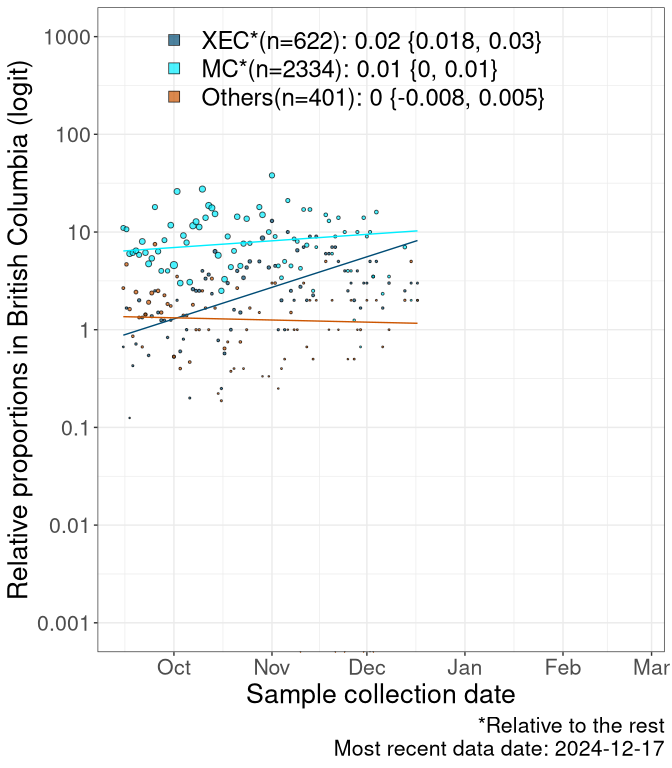 XEC*(n=622): 0.02 {0.018, 0.03}
MC*(n=2334): 0.01 {0, 0.01}
Others(n=401): 0 {-0.008, 0.005}
Relative proportions in British Columbia (logit)
1000
100
10
1
0.1
0.01
0.001
Oct Nov Dec Jan Feb Mar
Sample collection date
*Relative to the rest
Most recent data date: 2024-12-17